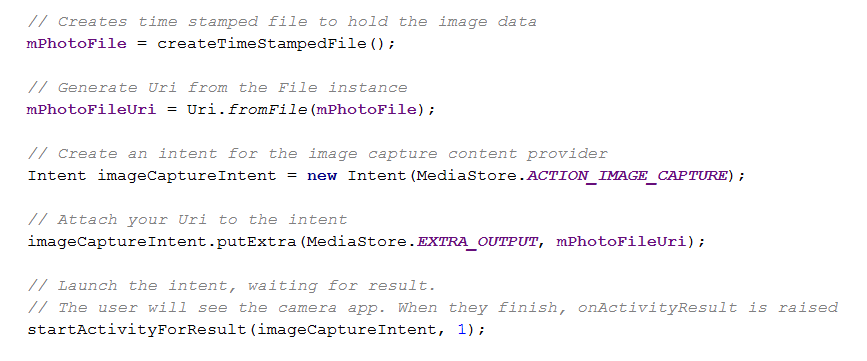 // Creates time stamped file to hold the image data
mPhotoFile = createTimeStampedFile();
// Generate Uri from the File instance
mPhotoFileUri = Uri.fromFile(mPhotoFile);
// Create an intent for the image capture content provider
Intent imageCaptureIntent = new Intent(MediaStore.ACTION_IMAGE_CAPTURE);
// Attach your Uri to the intent
imageCaptureIntent.putExtra(MediaStore.EXTRA_OUTPUT, mPhotoFileUri);
// Launch the intent, waiting for result.
// The user will see the camera app. When they finish, onActivityResult is raised
startActivityForResult(imageCaptureIntent, 1);